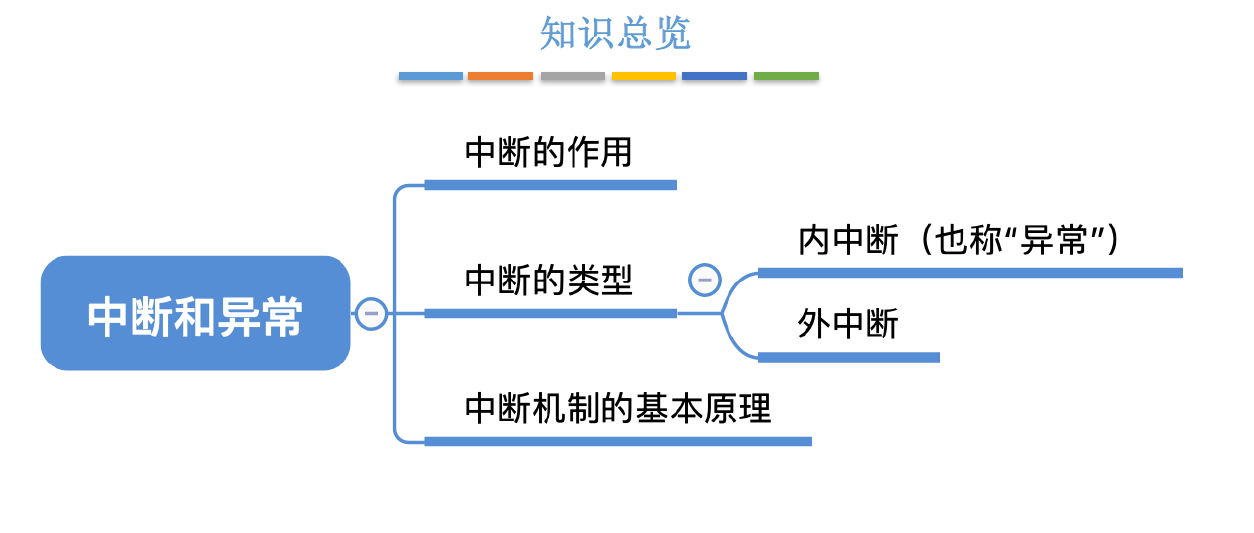 知识总览
中断和异常
中断的作用
中断的类型
内中断（也称“异常”）
外中断
中断机制的基本原理